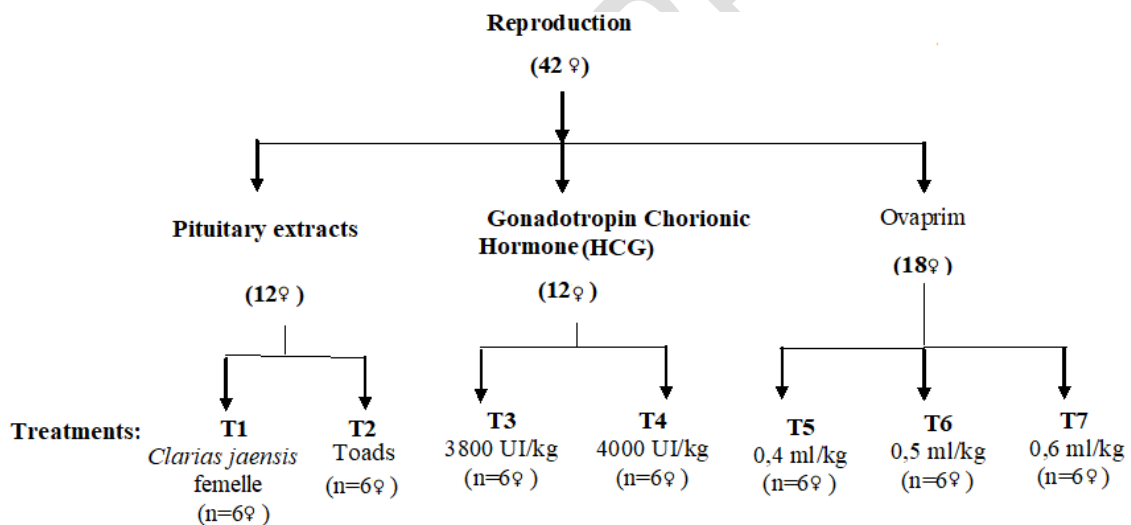 Reproduction
(42 ♀)
Pituitary extracts
(12♀ )
Gonadotropin Chorionic
Hormone (HCG)
(12♀ )
Ovaprim
(18♀ )
Treatments:
T1
Clarias jaensis
femelle
(n=6♀ )
T2
Toads
(n=6♀ )
T3
3800 UI/kg
(n=6♀ )
T4
4000 UI/kg
(n=6♀ )
T5
0,4 ml/kg
(n=6♀ )
T6
0,5 ml/kg
(n=6♀ )
T7
0,6 ml/kg
(n=6♀ )